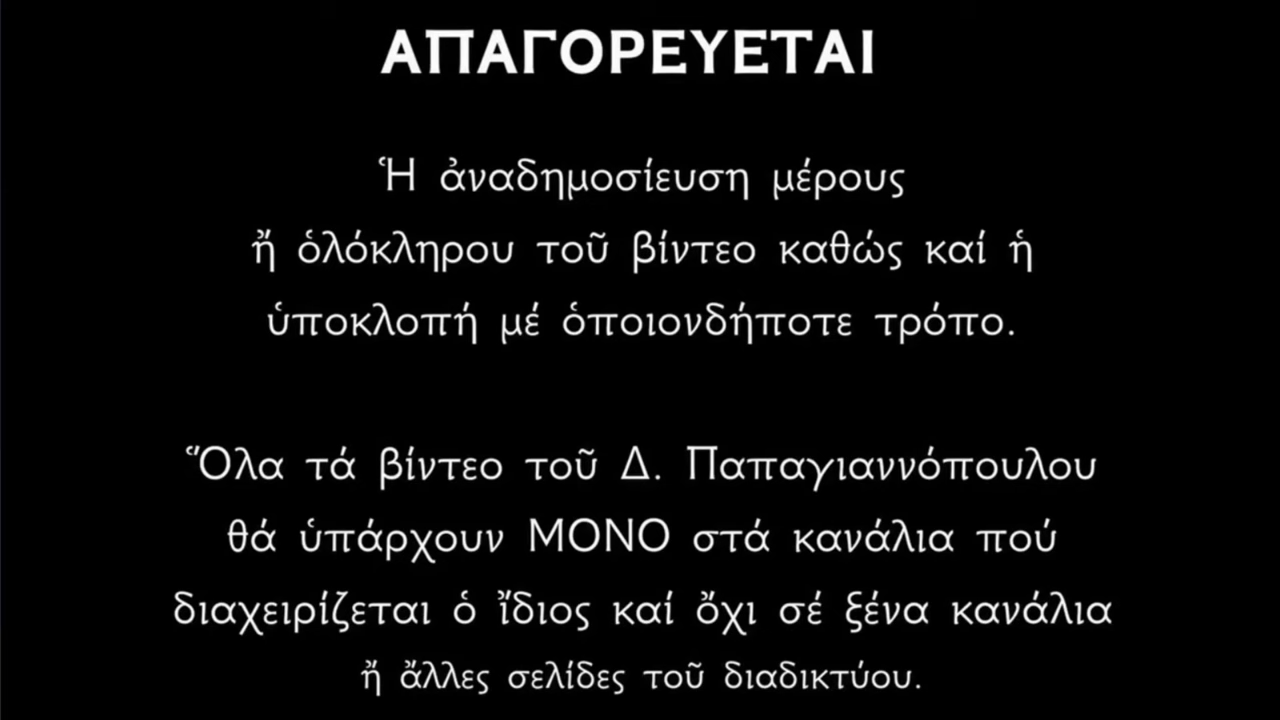 ΑΠΑΓΟΡΕΥΕΤΑΙ
Ἡ ἀναδημοσίευση μέρους
ἤ ὁλόκληρου τοῦ βίντεο καθώς καί ἡ
ὑποκλοπή μέ ὁποιονδήποτε τρόπο.
Ὅλα τά βίντεο τοῦ Δ. Παπαγιαννόπουλου
θά ὑπάρχουν ΜΟΝΟ στά κανάλια πού
διαχειρίζεται ὁ ἴδιος καί ὄχι σέ ξένα κανάλια
ἤ ἄλλες σελίδες τοῦ διαδικτύου.